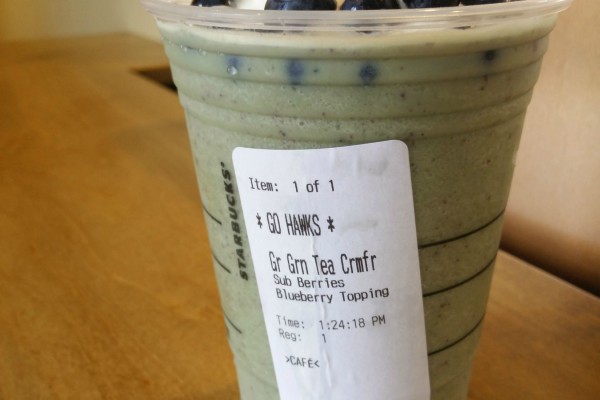 STARBUCKS
Item: 1 of 1
* GO HAWKS *
Gr Grn Tea Crmfr
Sub Berries
Blueberry Topping
Time: 1:24:18 PM
Reg: 1
>CAFÉ<